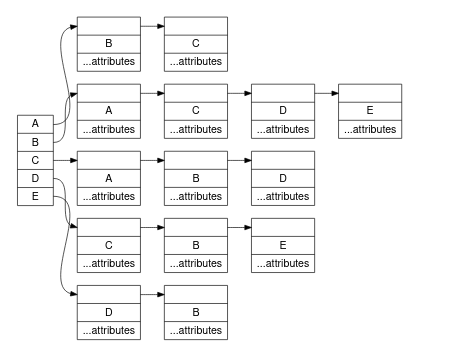 B C
...attributes ...attributes
A C D E
...attributes ...attributes ...attributes ...attributes
A
B
C
D
E
A B D
...attributes ...attributes ...attributes
C B E
...attributes ...attributes ...attributes
D B
...attributes ...attributes